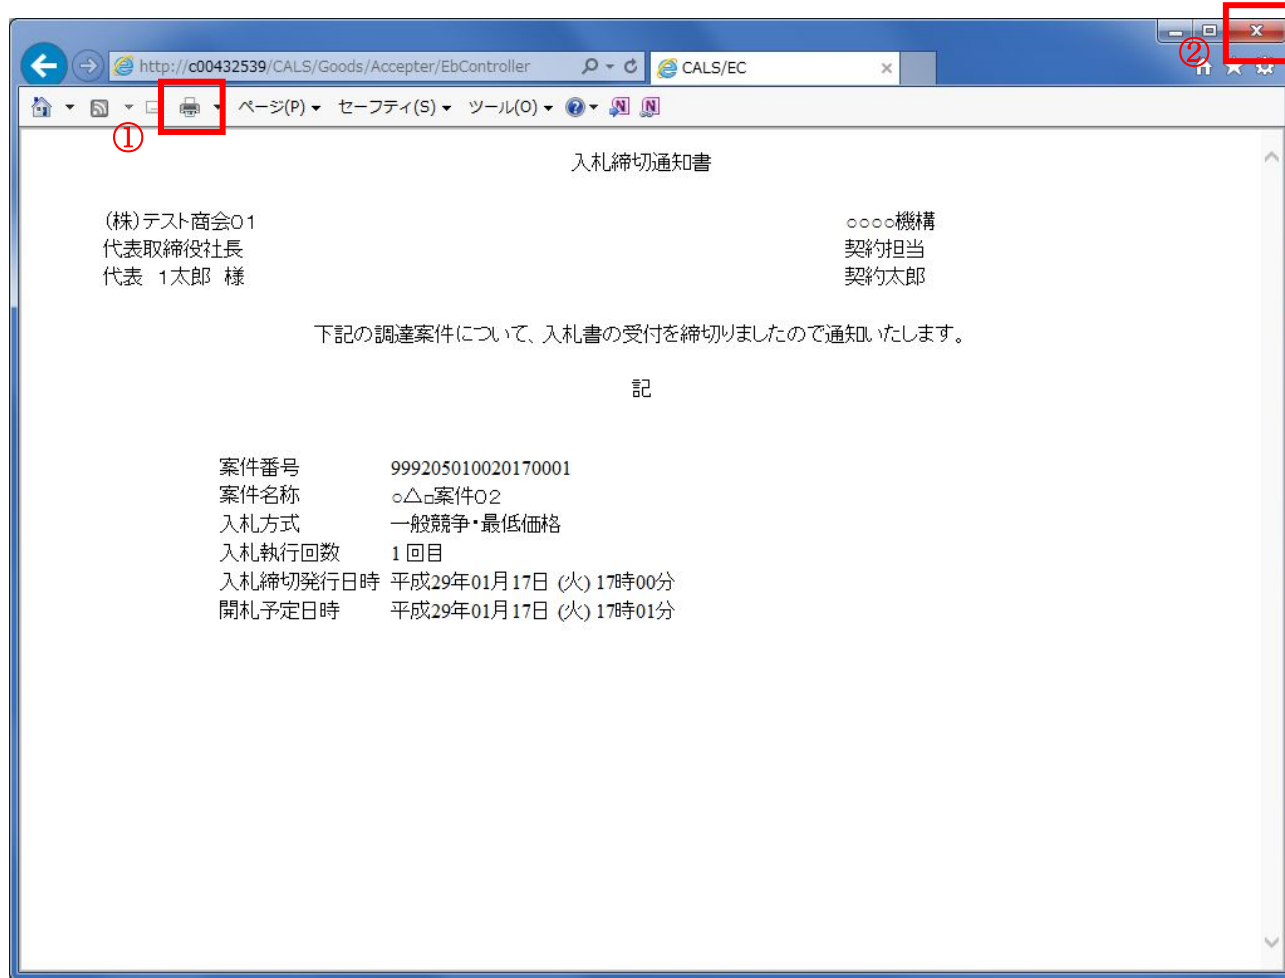 ②
http://c00432539/CALS/Goods/Accepter/EbController
CALS/EC
ページ(P) セーフティ(S) ツール(O)
①
入札締切通知書
(株)テスト商会01 ○○○○機構
代表取締役社長 契約担当
代表 1太郎 様 契約太郎
下記の調達案件について、入札書の受付を締切りましたので通知いたします。
記
案件番号 999205010020170001
案件名称 ○△□案件02
入札方式 一般競争・最低価格
入札執行回数 1 回目
入札締切発行日時 平成29年01月17日 (火) 17時00分
開札予定日時 平成29年01月17日 (火) 17時01分